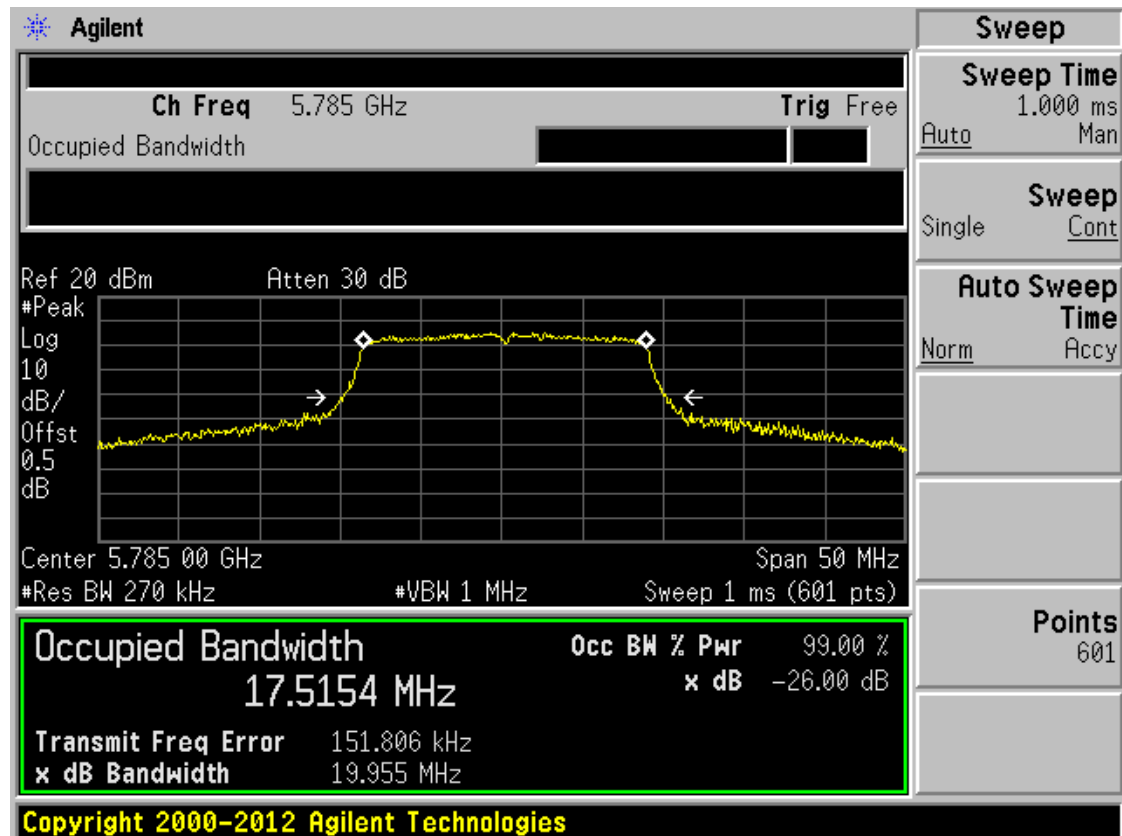 Agilent
Ch Freq 5.785 GHz Trig Free
Occupied Bandwidth
Ref 20 dBm Atten 30 dB
#Peak
Log
10
dB/
Offst
0.5
dB
Center 5.785 00 GHz Span 50 MHz
#Res BW 270 kHz #VBW 1 MHz Sweep 1 ms (601 pts)
Occupied Bandwidth
17.5154 MHz
Occ BW % Pwr 99.00 %
x dB -26.00 dB
Transmit Freq Error 151.806 kHz
x dB Bandwidth 19.955 MHz
Copyright 2000-2012 Agilent Technologies
Sweep
Sweep Time
1.000 ms
Auto Man
Sweep
Single Cont
Auto Sweep
Time
Norm Accy
Points
601